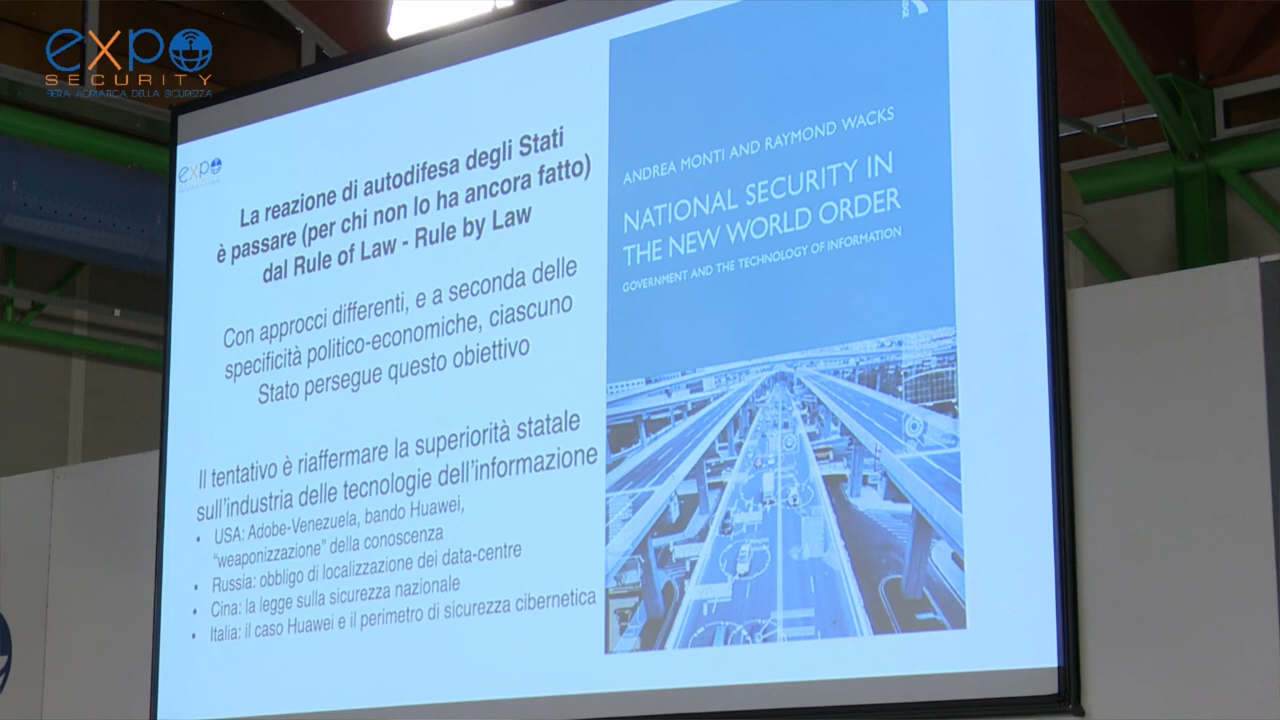 expo
SECURITY
FIERA ADRIATICA DELLA SICUREZZA
expo
La reazione di autodifesa degli Stati
è passare (per chi non lo ha ancora fatto)
dal Rule of Law - Rule by Law
Con approcci differenti, e a seconda delle
specificità politico-economiche, ciascuno
Stato persegue questo obiettivo
Il tentativo è riaffermare la superiorità statale
sull'industria delle tecnologie dell'informazione
• USA: Adobe-Venezuela, bando Huawei,
"weaponizzazione" della conoscenza
• Russia: obbligo di localizzazione dei data-centre
• Cina: la legge sulla sicurezza nazionale
• Italia: il caso Huawei e il perimetro di sicurezza cibernetica
ANDREA MONTI AND RAYMOND WACKS
NATIONAL SECURITY IN
THE NEW WORLD ORDER
GOVERNMENT AND THE TECHNOLOGY OF INFORMATION